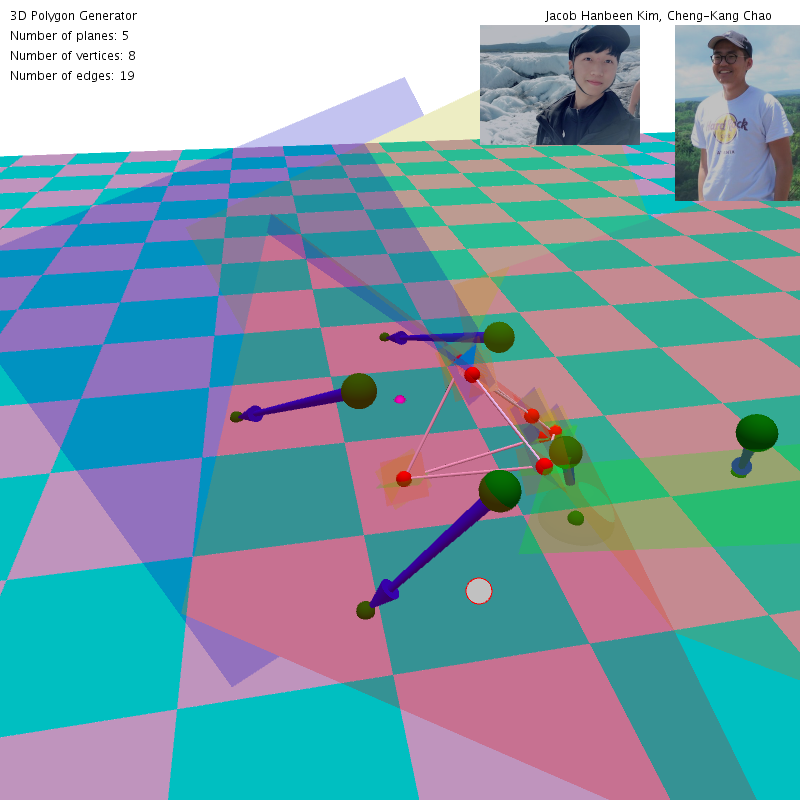 3D Polygon Generator
Jacob Hanbeen Kim, Cheng-Kang Chao
Number of planes: 5
Number of vertices: 8
Number of edges: 19